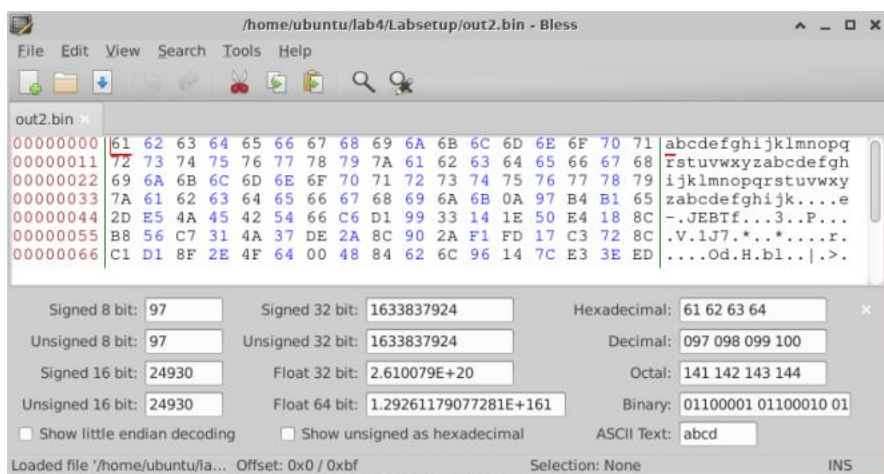 /home/ubuntu/lab4/Labsetup/out2.bin - Bless
File Edit View Search Tools Help
out2.bin
00000000 61 62 63 64 65 66 67 68 69 6A 6B 6C 6D 6E 6F 70 71 abcdefghijklmnopq
00000011 72 73 74 75 76 77 78 79 7A 61 62 63 64 65 66 67 68 rstuvwxyzabcdefgh
00000022 69 6A 6B 6C 6D 6E 6F 70 71 72 73 74 75 76 77 78 79 ijklmnopqrstuvwxy
00000033 7A 61 62 63 64 65 66 67 68 69 6A 6B 0A 97 B4 B1 65 zabcdefghijk....e
00000044 2D E5 4A 45 42 54 66 C6 D1 99 33 14 1E 50 E4 18 8C -.JEBTf...3..P...
00000055 B8 56 C7 31 4A 37 DE 2A 8C 90 2A F1 FD 17 C3 72 8C .V.1J7.*..*....r.
00000066 C1 D1 8F 2E 4F 64 00 48 84 62 6C 96 14 7C E3 3E ED ....Od.H.bl..|.>.
Signed 8 bit: 97 Signed 32 bit: 1633837924 Hexadecimal: 61 62 63 64
Unsigned 8 bit: 97 Unsigned 32 bit: 1633837924 Decimal: 097 098 099 100
Signed 16 bit: 24930 Float 32 bit: 2.610079E+20 Octal: 141 142 143 144
Unsigned 16 bit: 24930 Float 64 bit: 1.29261179077281E+161 Binary: 01100001 01100010 01
Show little endian decoding Show unsigned as hexadecimal ASCII Text: abcd
Loaded file '/home/ubuntu/la... Offset: 0x0 / 0xbf Selection: None INS